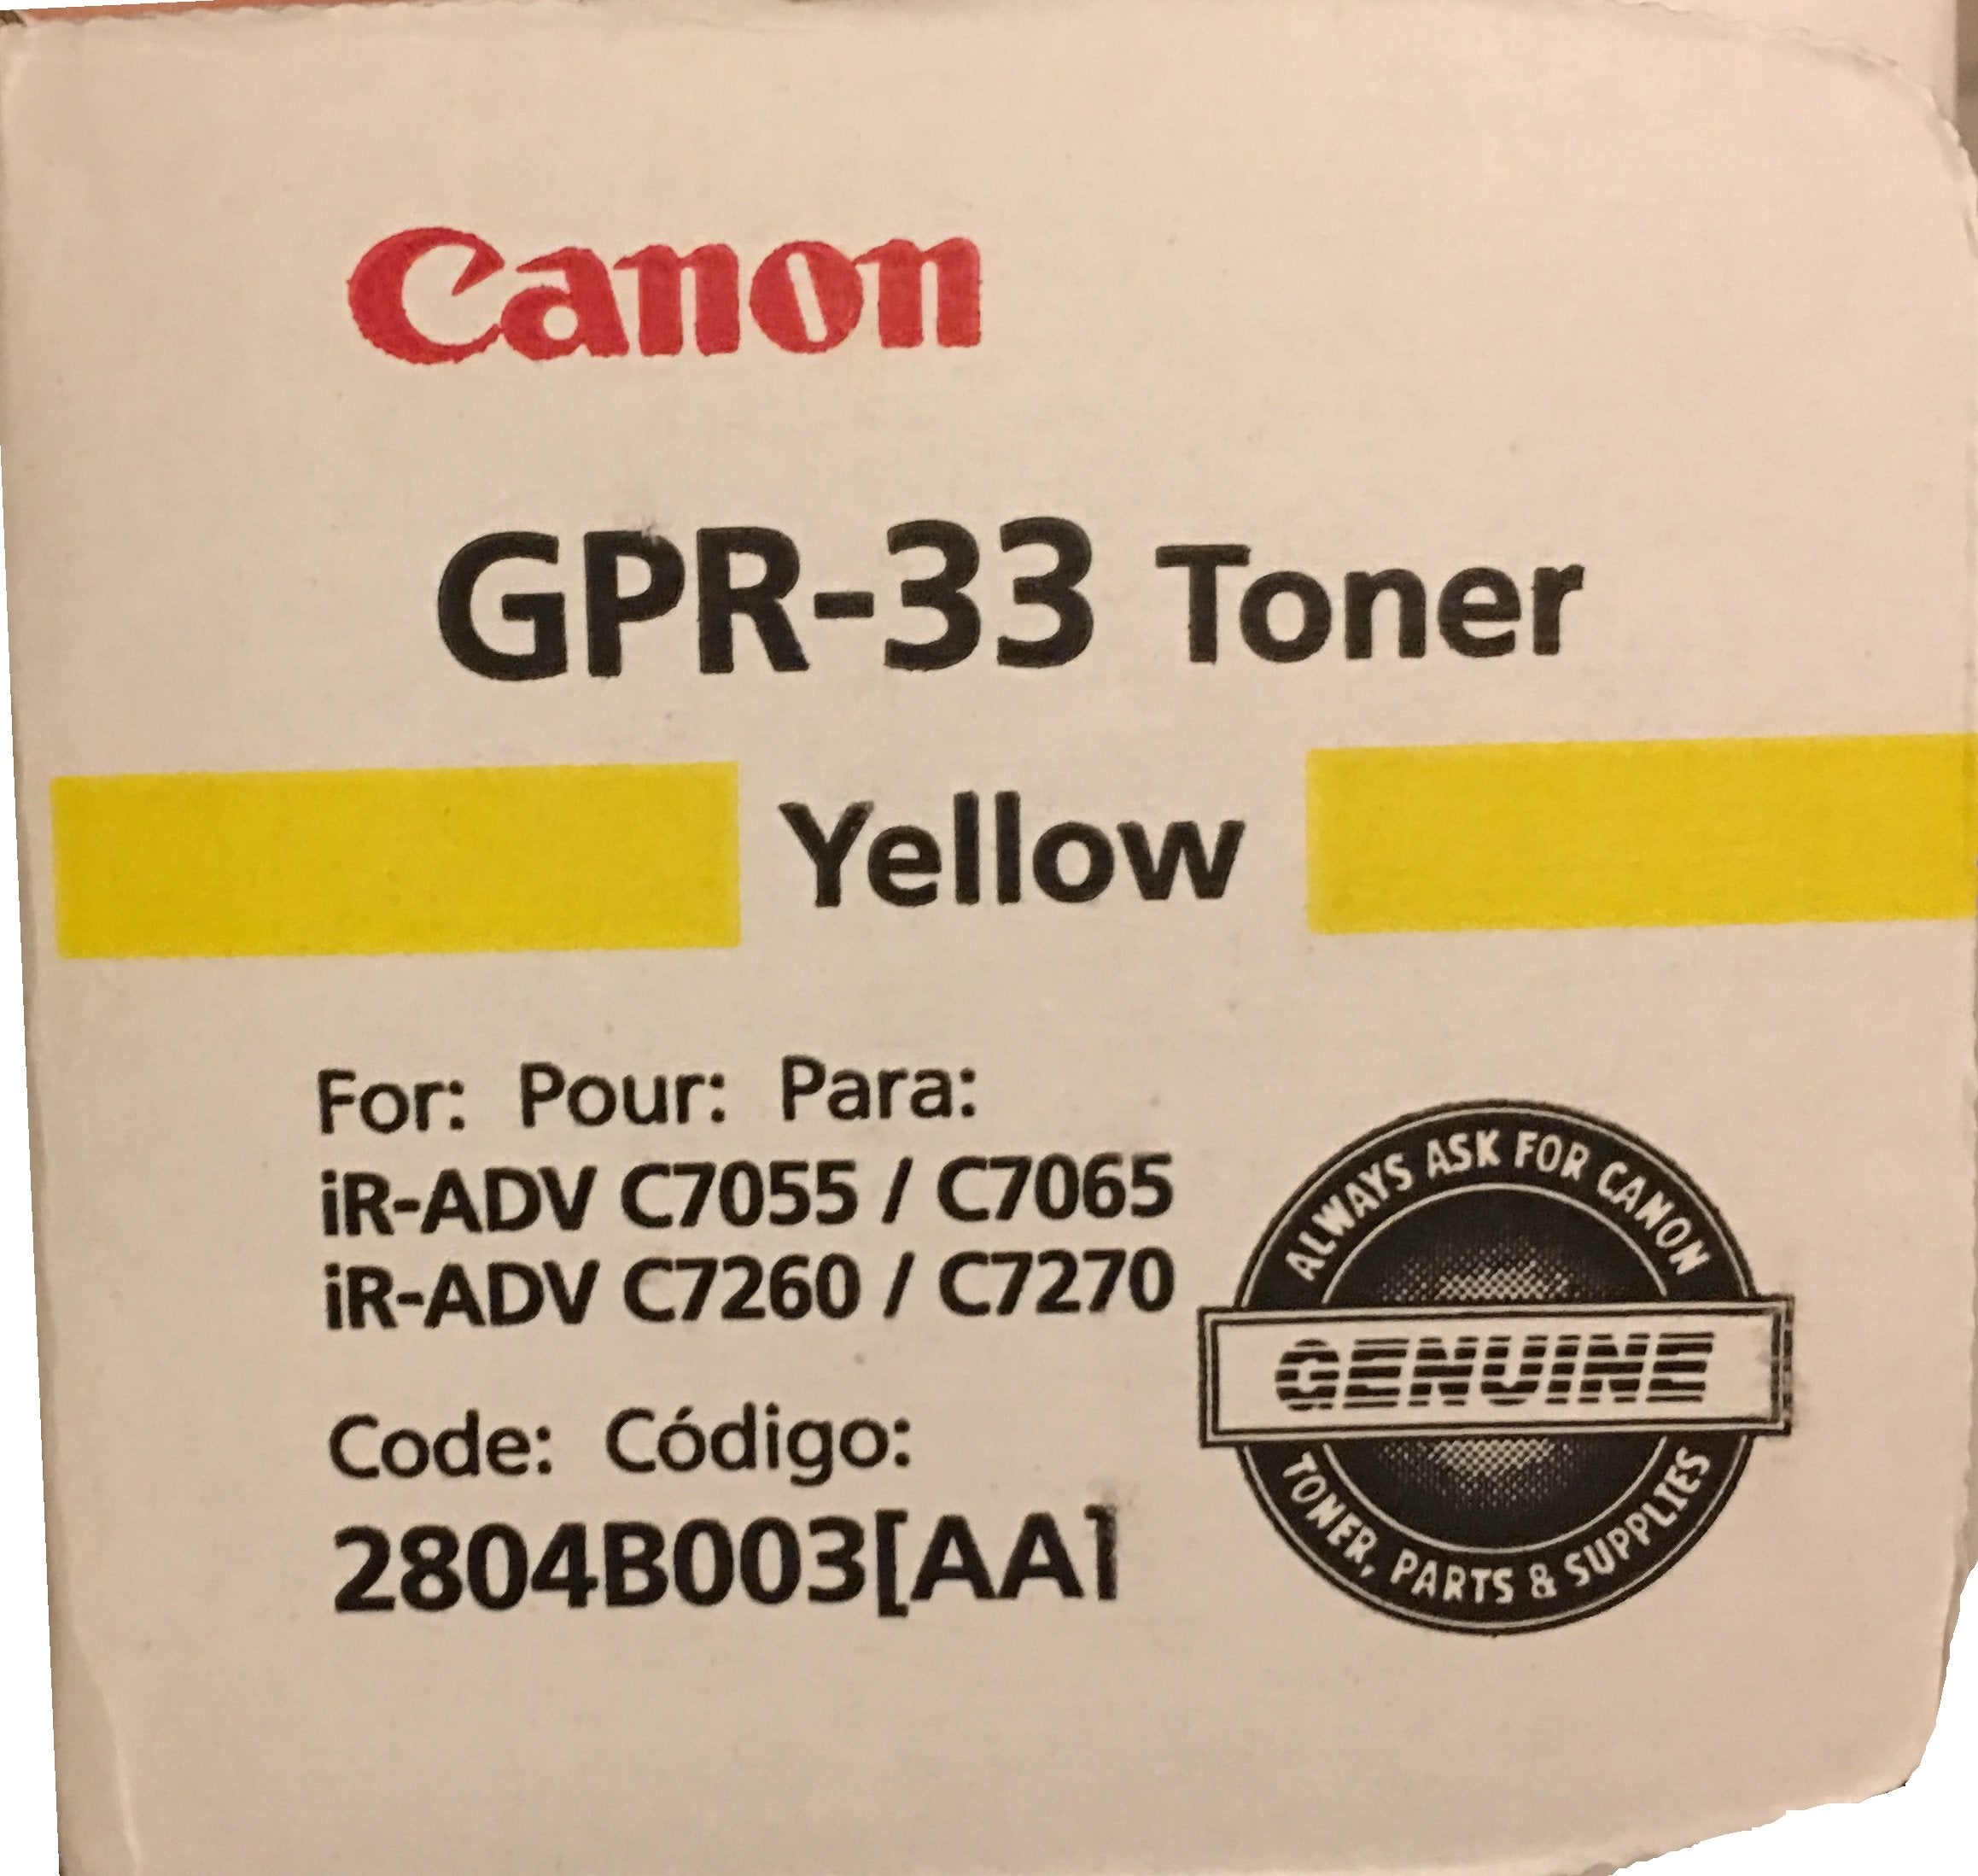 Canon
GPR-33 Toner
Yellow
For: Pour: Para:
iR-ADV C7055 / C7065
iR-ADV C7260 / C7270
Code: Código:
2804B003[AA]
ALWAYS ASK FOR CANON
GENUINE
TONER, PARTS & SUPPLIES